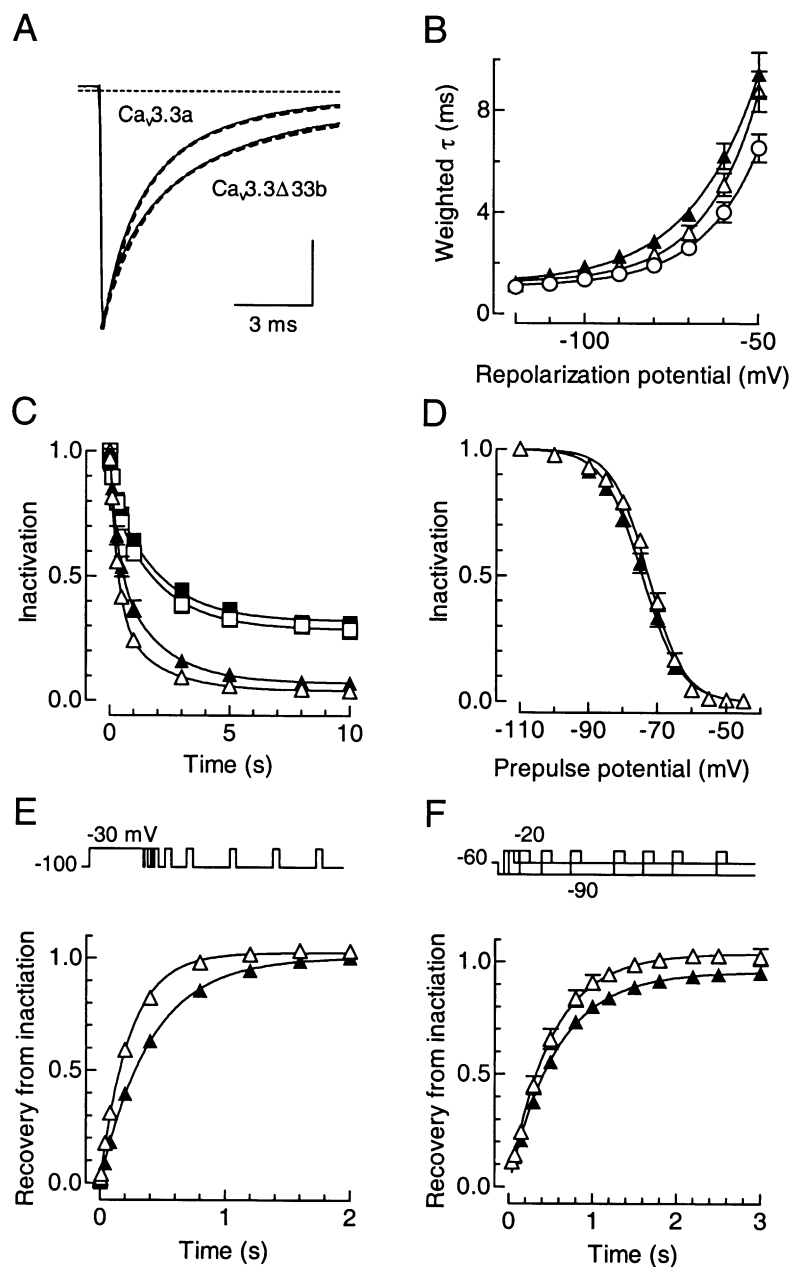 A
Ca_v3.3a
Ca_v3.3Δ33b
3 ms
B
Weighted τ (ms)
8
4
0
-100
-50
Repolarization potential (mV)
C
Inactivation
1.0
0.5
0.0
0
5
10
Time (s)
D
Inactivation
1.0
0.5
0.0
-110
-90
-70
-50
Prepulse potential (mV)
E
-30 mV
-100
Recovery from inactiation
1.0
0.5
0.0
0
1
2
Time (s)
F
-20
-60
-90
Recovery from inactiation
1.0
0.5
0.0
0
1
2
3
Time (s)